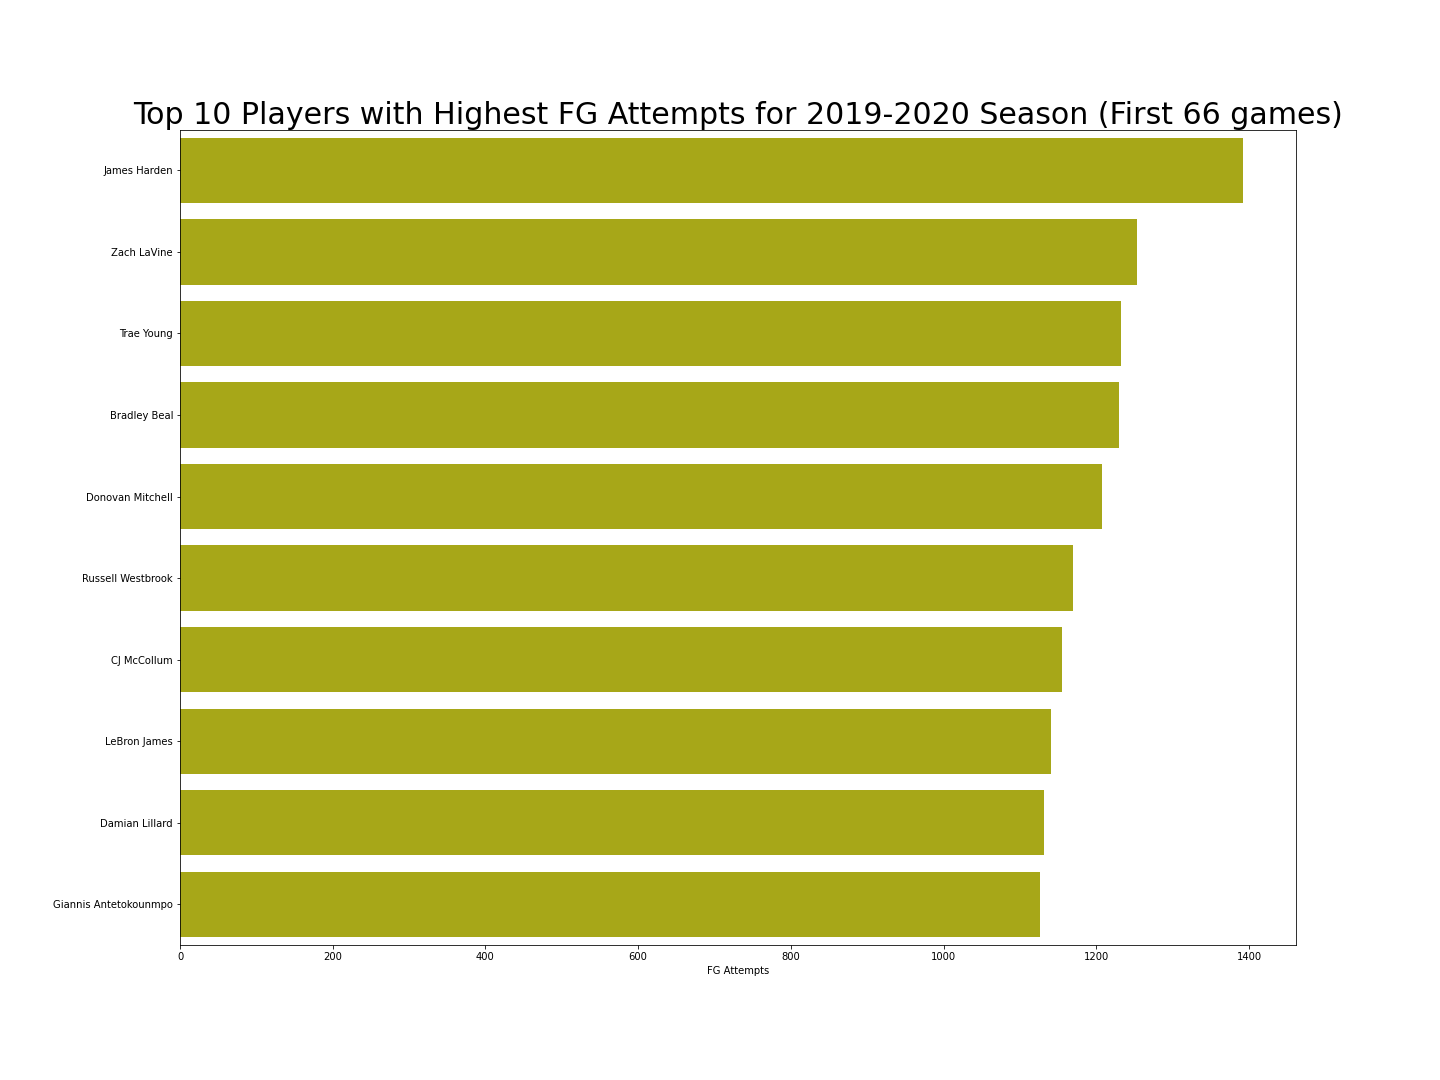 Top 10 Players with Highest FG Attempts for 2019-2020 Season (First 66 games)
James Harden
Zach LaVine
Trae Young
Bradley Beal
Donovan Mitchell
Russell Westbrook
CJ McCollum
LeBron James
Damian Lillard
Giannis Antetokounmpo
0 200 400 600 800 1000 1200 1400
FG Attempts